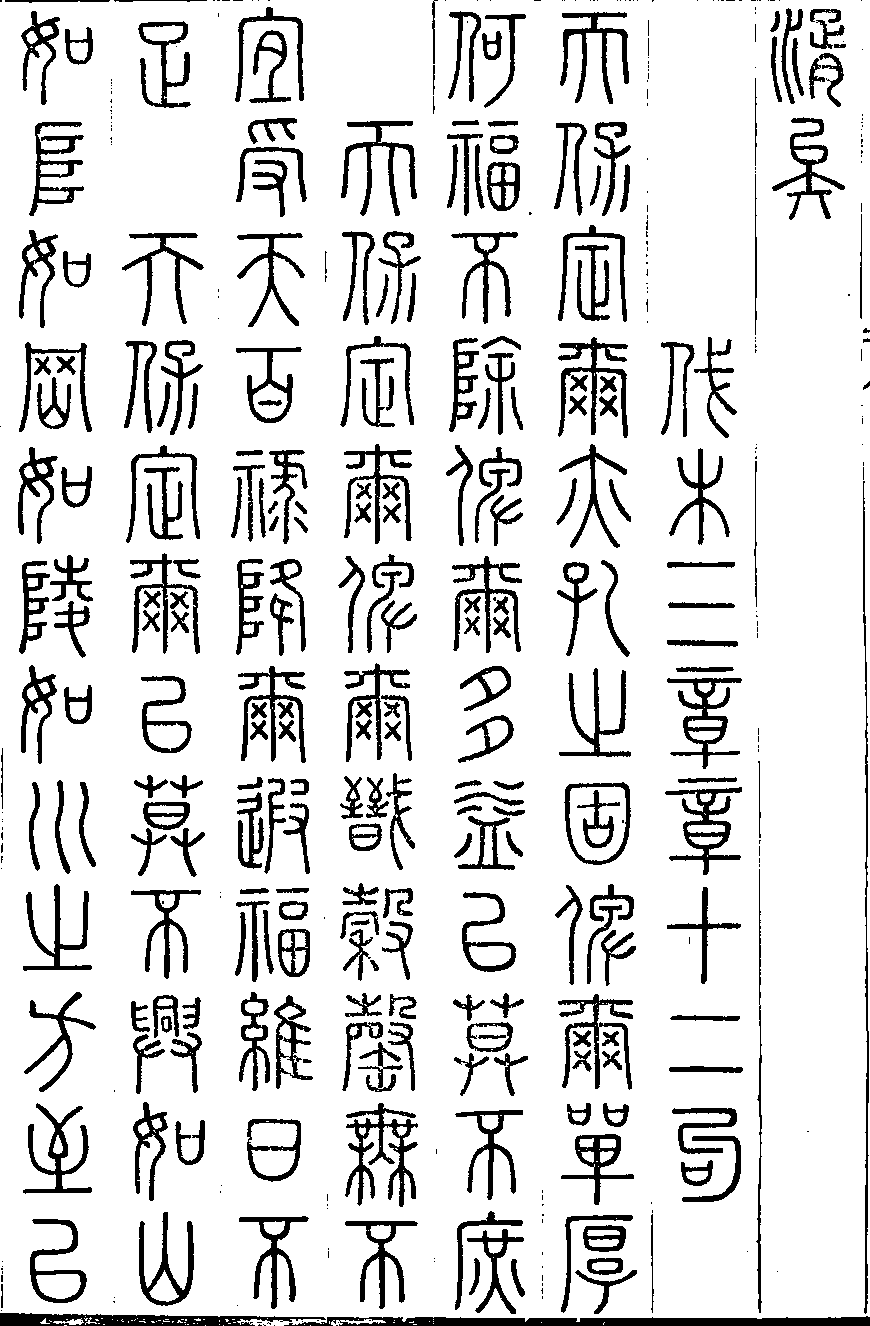 湑矣
伐木三章章十二句
天保定爾亦孔之固俾爾單厚
何福不除俾爾多益以莫不庶
天保定爾俾爾戩穀罄無不
宜受天百祿降爾遐福維日不
足 天保定爾以莫不興如山
如阜如岡如陵如川之方至以